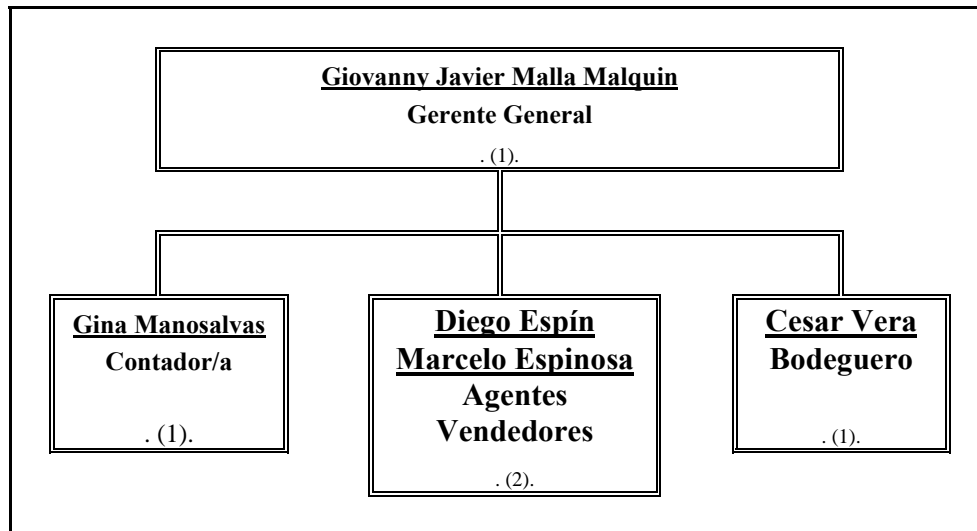 Giovanny Javier Malla Malquin
Gerente General
. (1).
Gina Manosalvas
Contador/a
. (1).
Diego Espín
Marcelo Espinosa
Agentes
Vendedores
. (2).
Cesar Vera
Bodeguero
. (1).